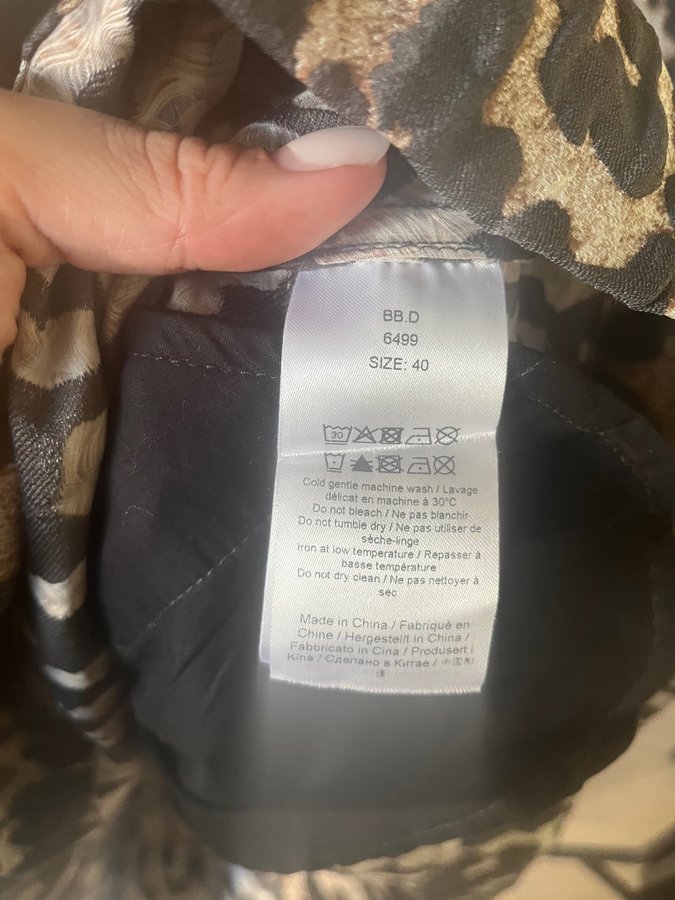 BB.D
6499
SIZE: 40
30
Cold gentle machine wash / Lavage
délicat en machine à 30°C
Do not bleach / Ne pas blanchir
Do not tumble dry / Ne pas utiliser de
sèche-linge
Iron at low temperature / Repasser à
basse température
Do not dry clean / Ne pas nettoyer à
sec
Made in China / Fabriqué en
Chine / Hergestellt in China /
Fabbricato in Cina / Produsert i
Kina / Сделано в Китае / 中国制
造